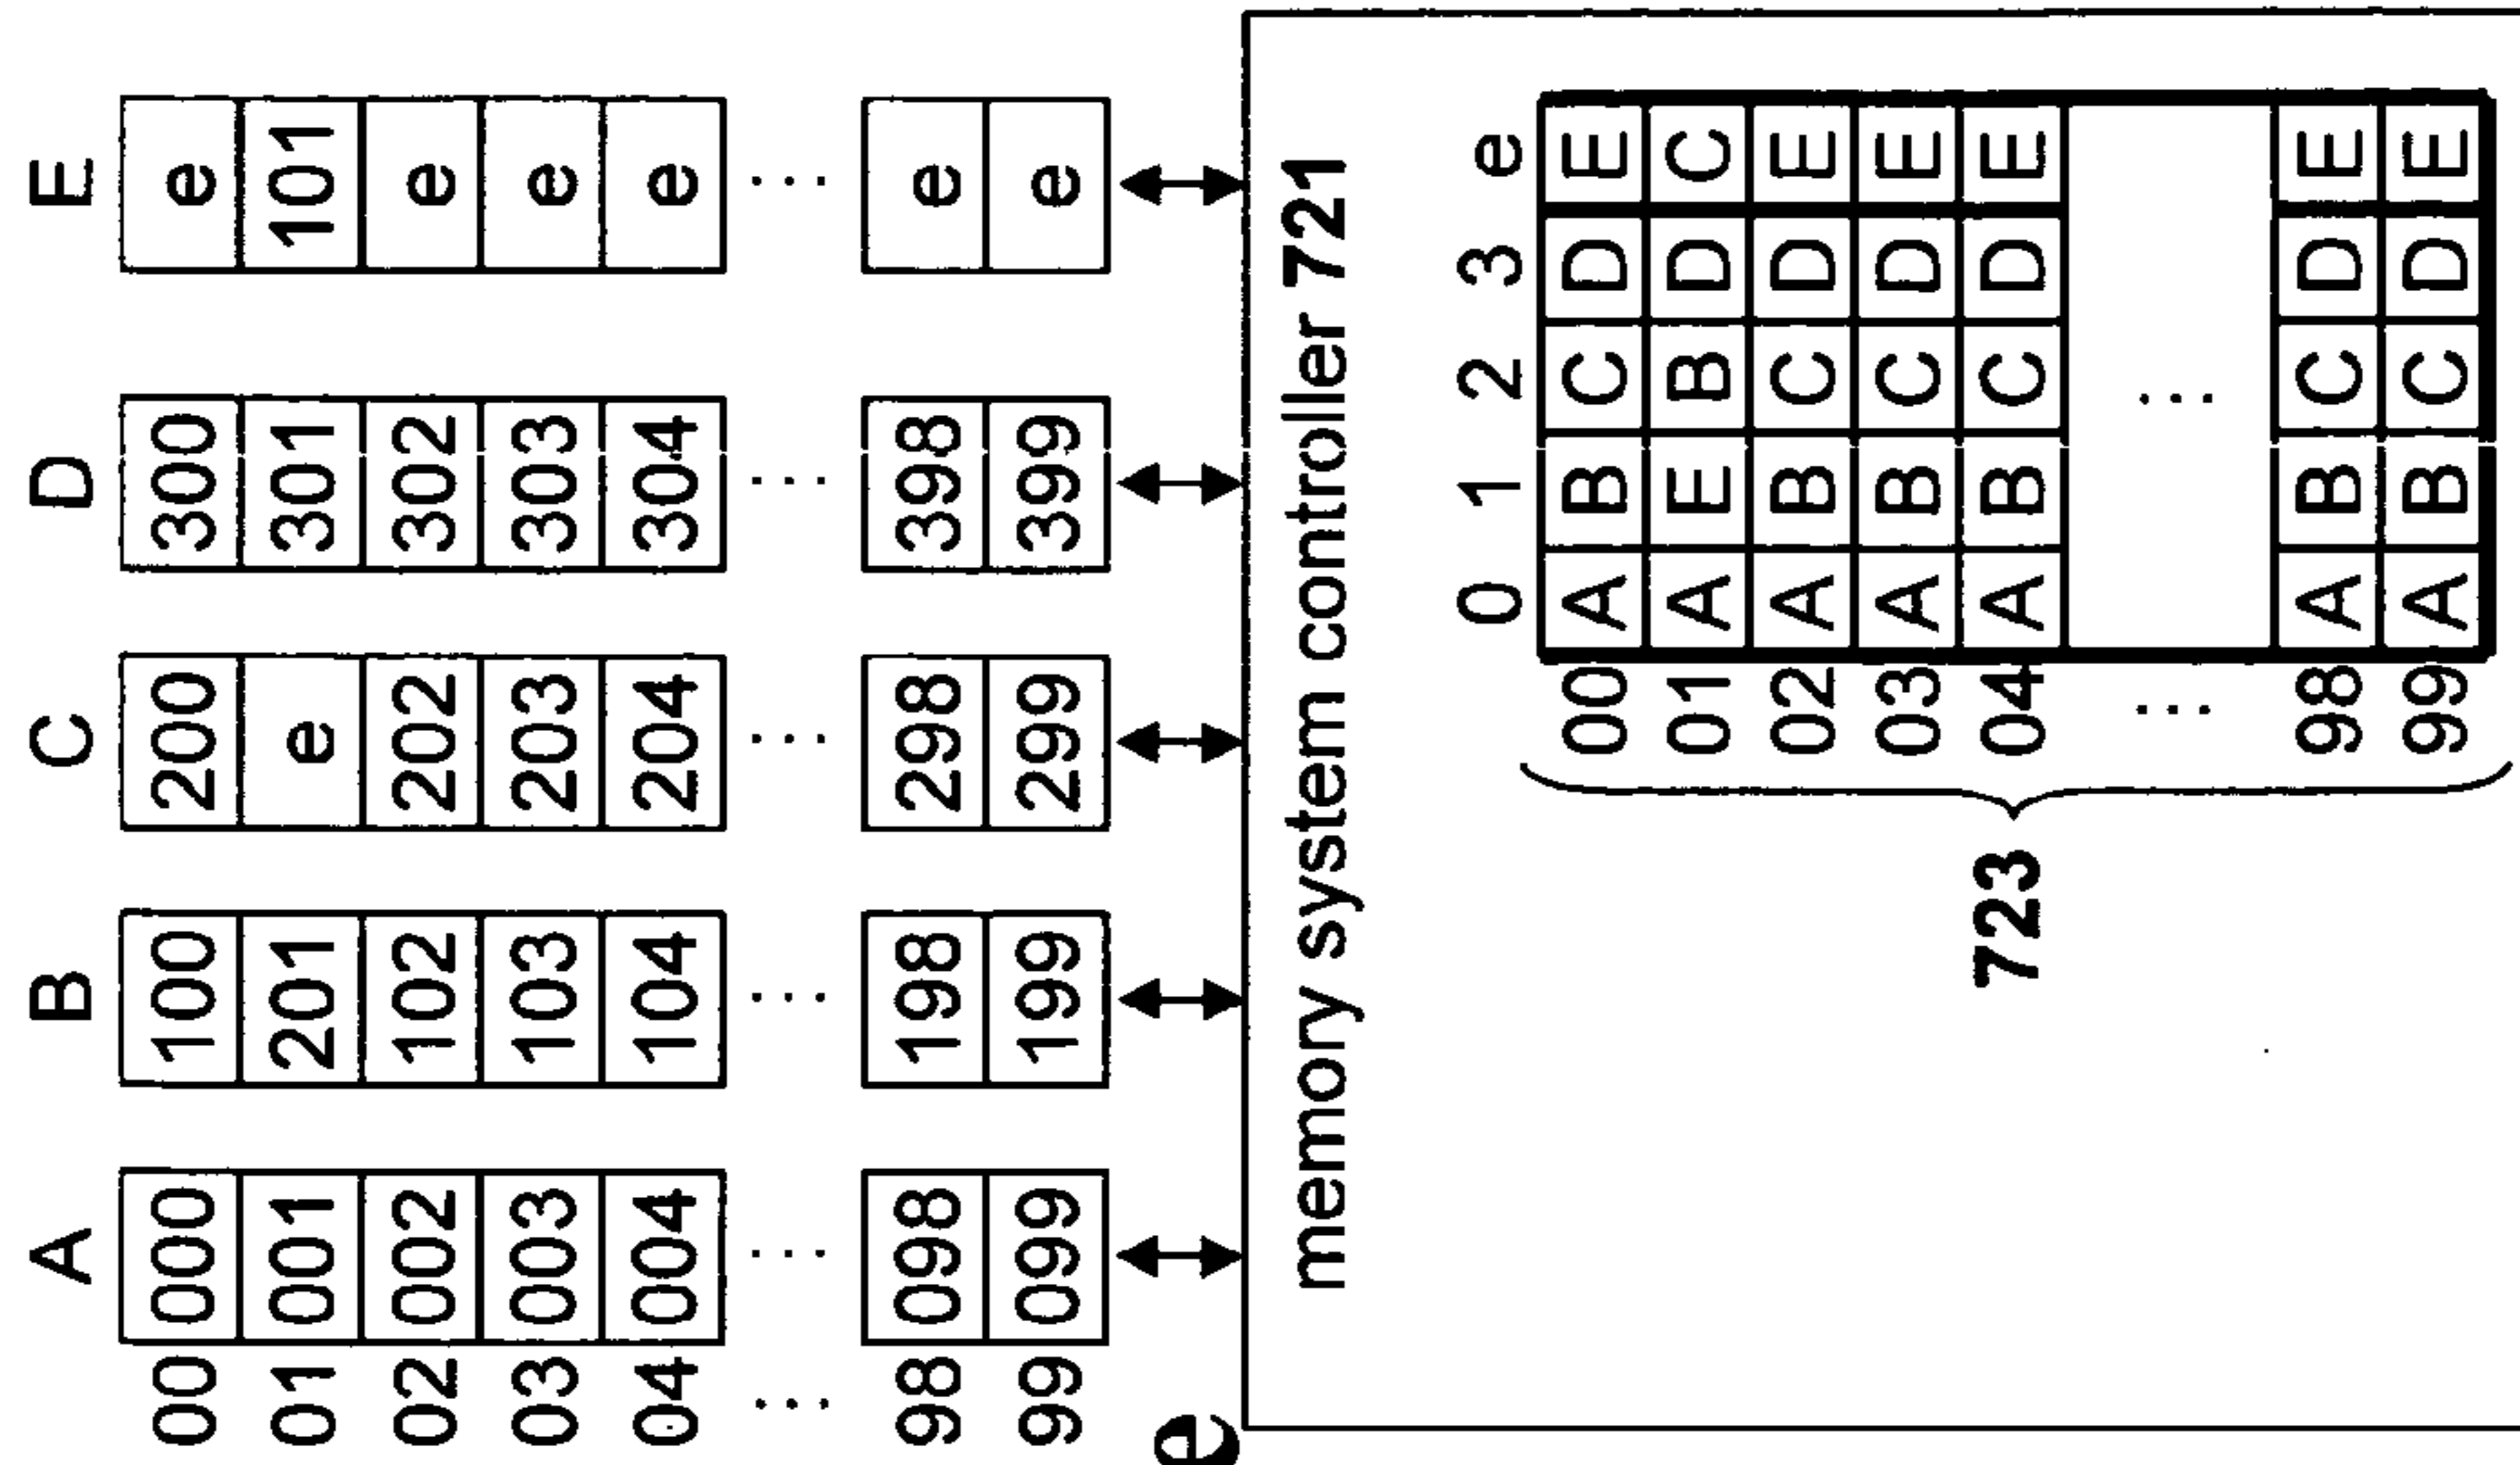 A B C D E
00 000 100 200 300 e
01 001 201 e 301 101
02 002 102 202 302 e
03 003 103 203 303 e
04 004 104 204 304 e
... ... ... ... ... ...
98 098 198 298 398 e
99 099 199 299 399 e
e
memory system controller 721
0 1 2 3 e
00 A B C D E
01 A E B D C
02 A B C D E
03 A B C D E
723 04 A B C D E
... ...
98 A B C D E
99 A B C D E